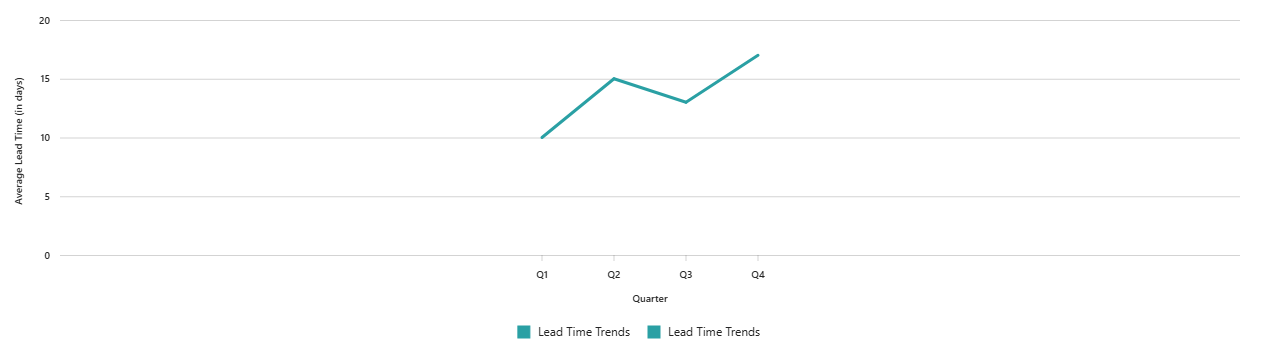 20
15
10
5
0
Average Lead Time (in days)
Q1 Q2 Q3 Q4
Quarter
Lead Time Trends Lead Time Trends